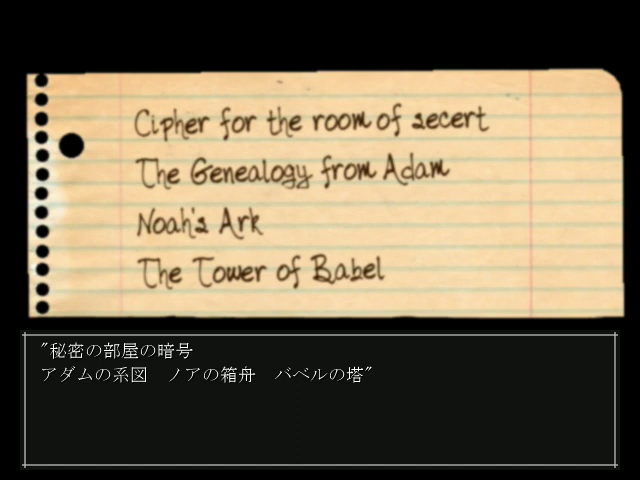 Cipher for the room of secert
The Genealogy from Adam
Noah's Ark
The Tower of Babel
"秘密の部屋の暗号
アダムの系図　ノアの箱舟　バベルの塔"